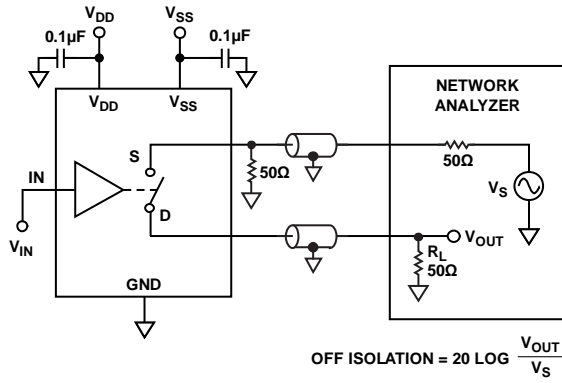 VDD
VSS
0.1µF
0.1µF
VDD
VSS
NETWORK
ANALYZER
S
50Ω
50Ω
VS
IN
D
VIN
VOUT
RL
50Ω
GND
OFF ISOLATION = 20 LOG VOUT
VS